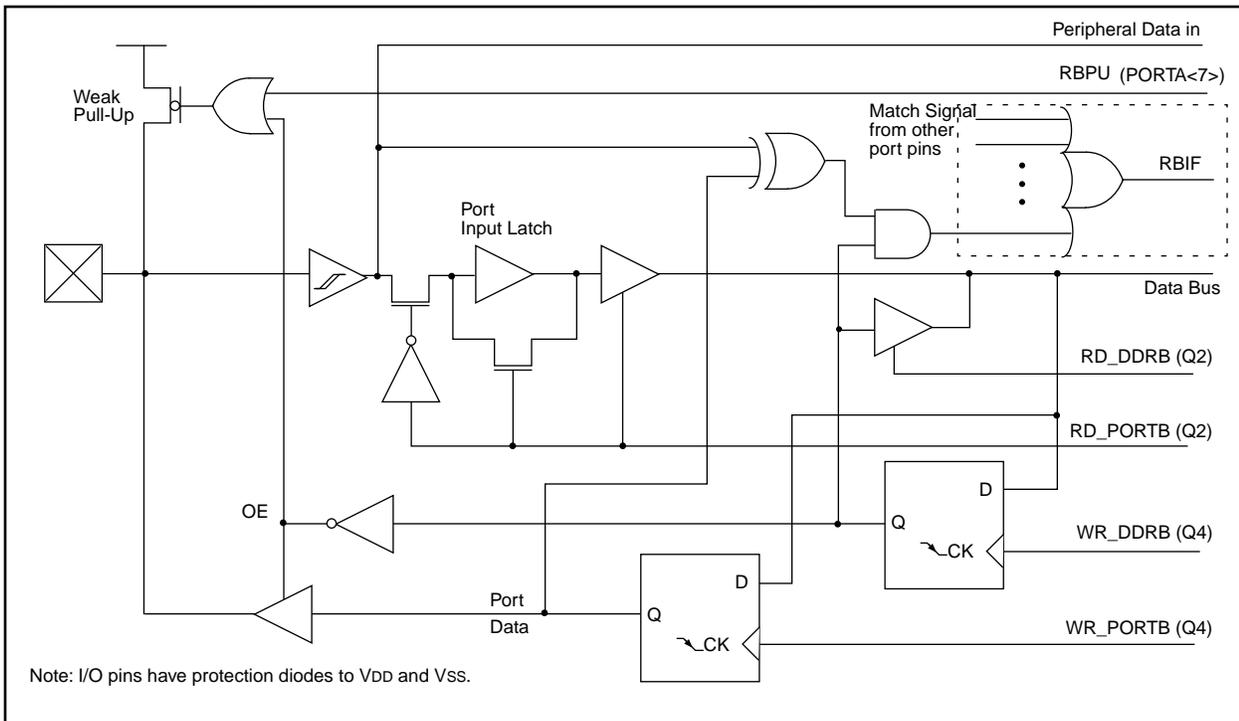 Peripheral Data in
RBPU (PORTA<7>)
Weak
Pull-Up
Match Signal
from other
port pins
RBIF
Port
Input Latch
Data Bus
RD_DDRB (Q2)
RD_PORTB (Q2)
D
OE
Q
CK
WR_DDRB (Q4)
D
Port
Data
Q
CK
WR_PORTB (Q4)
Note: I/O pins have protection diodes to VDD and VSS.